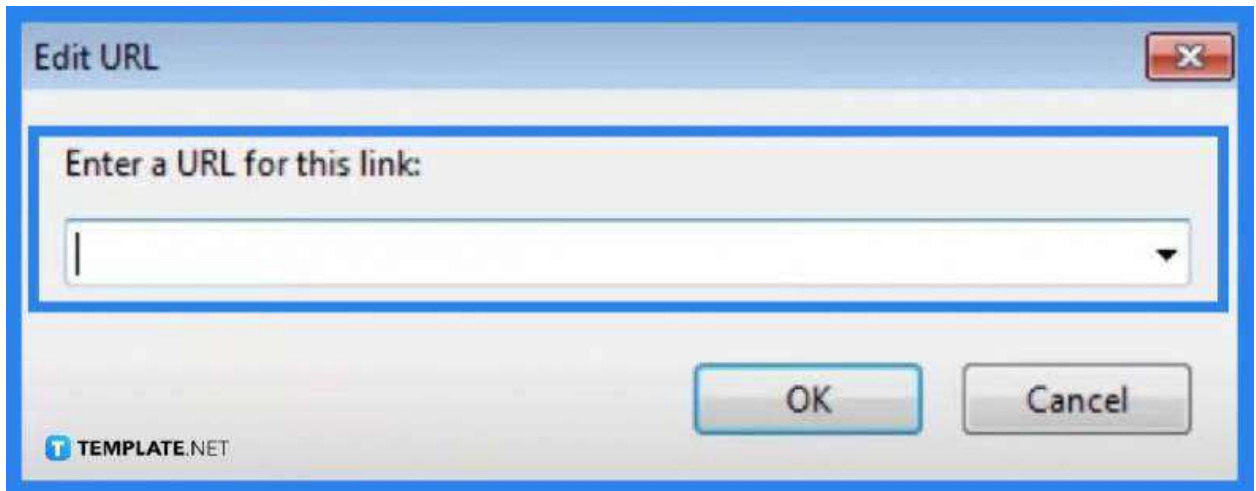 Edit URL
Enter a URL for this link:
OK
Cancel
T TEMPLATE.NET